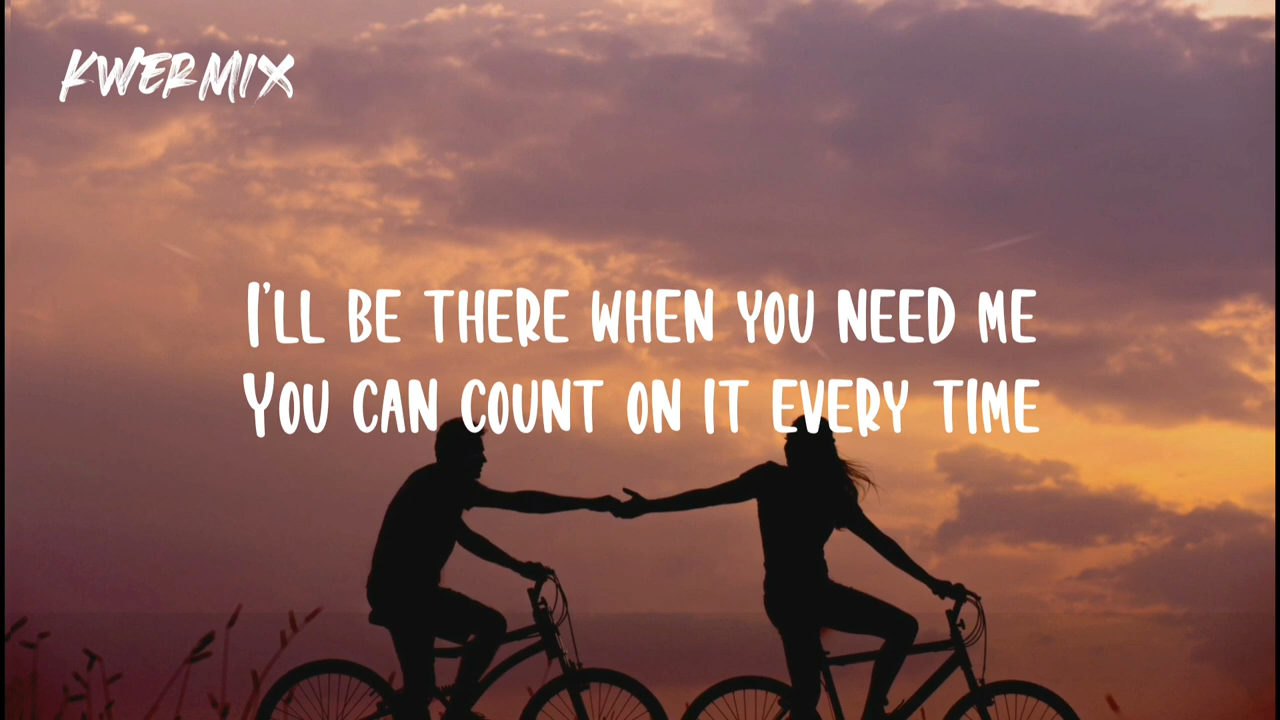 KWERMIX
I'LL BE THERE WHEN YOU NEED ME
YOU CAN COUNT ON IT EVERY TIME